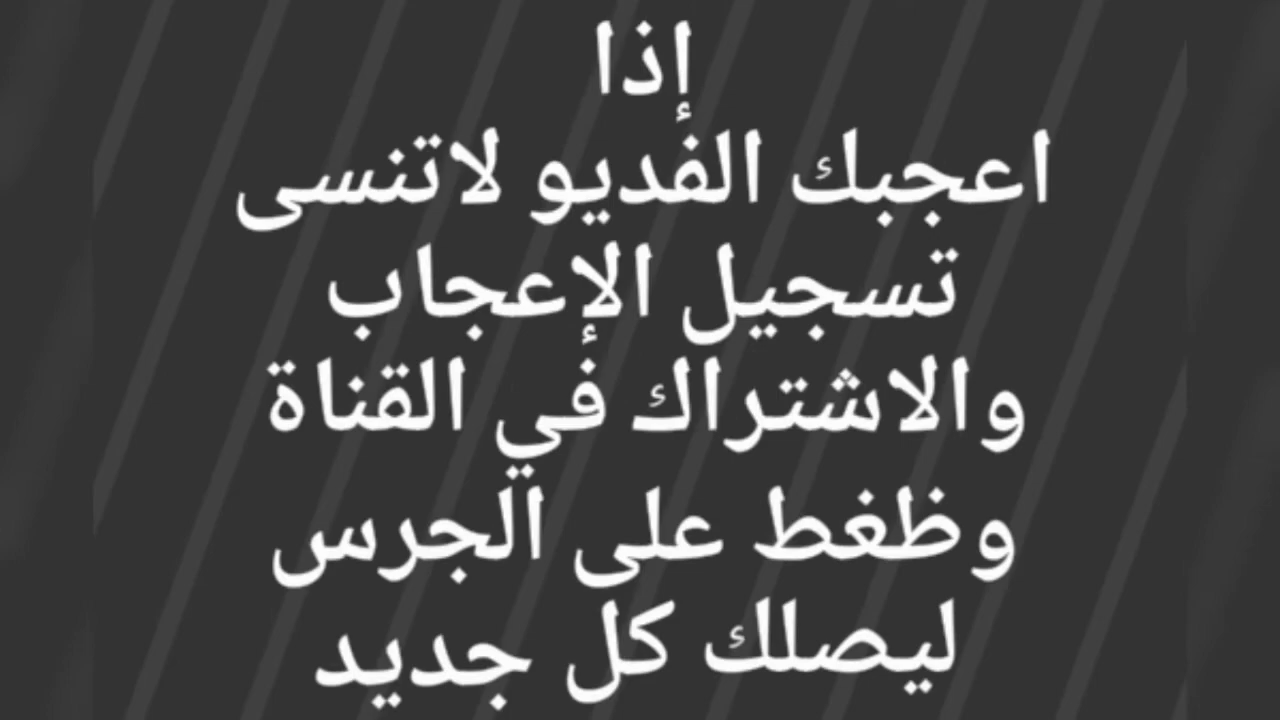 إذا
اعجبك الفديو لاتنسى
تسجيل الإعجاب
والاشتراك في القناة
وظغط على الجرس
ليصلك كل جديد